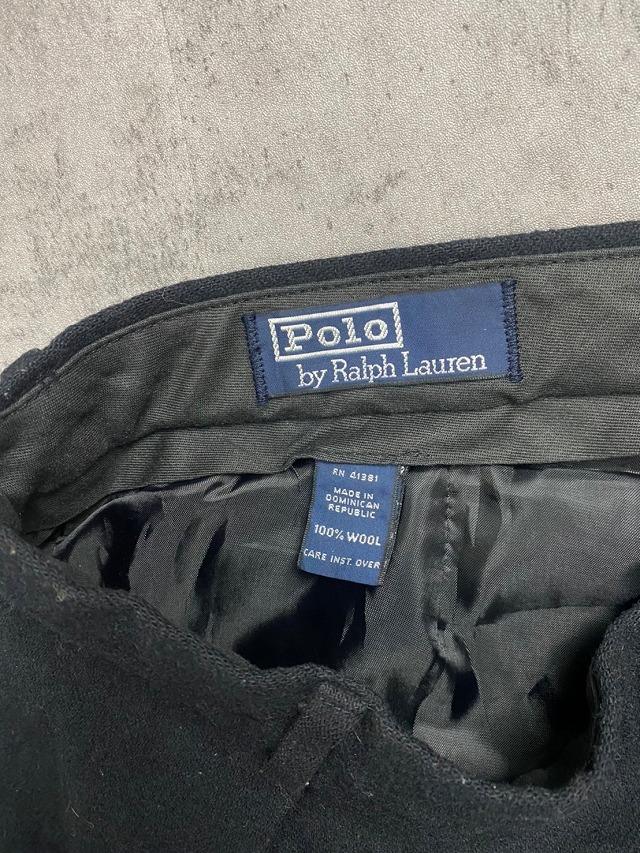 Polo
by Ralph Lauren
RN 41381
MADE IN
DOMINICAN
REPUBLIC
100% WOOL
CARE INST. OVER